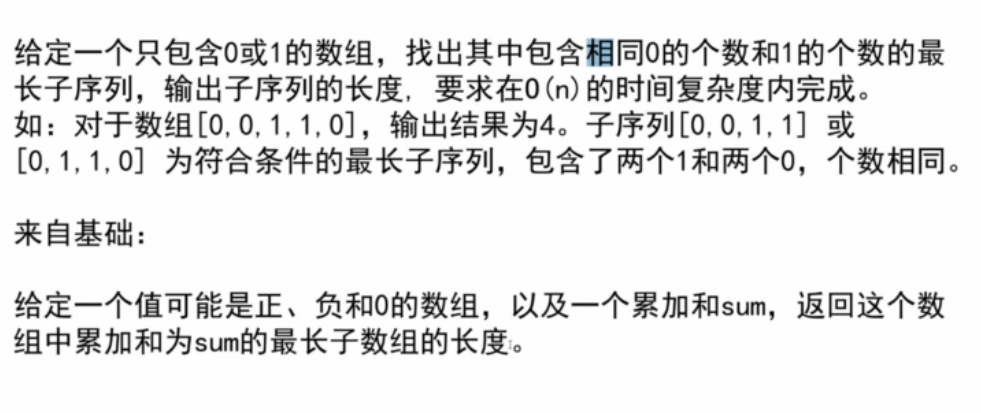 给定一个只包含0或1的数组，找出其中包含相同0的个数和1的个数的最
长子序列，输出子序列的长度, 要求在O(n)的时间复杂度内完成。
如：对于数组[0,0,1,1,0]，输出结果为4。子序列[0,0,1,1] 或
[0,1,1,0] 为符合条件的最长子序列，包含了两个1和两个0，个数相同。
来自基础：
给定一个值可能是正、负和0的数组，以及一个累加和sum，返回这个数
组中累加和为sum的最长子数组的长度。